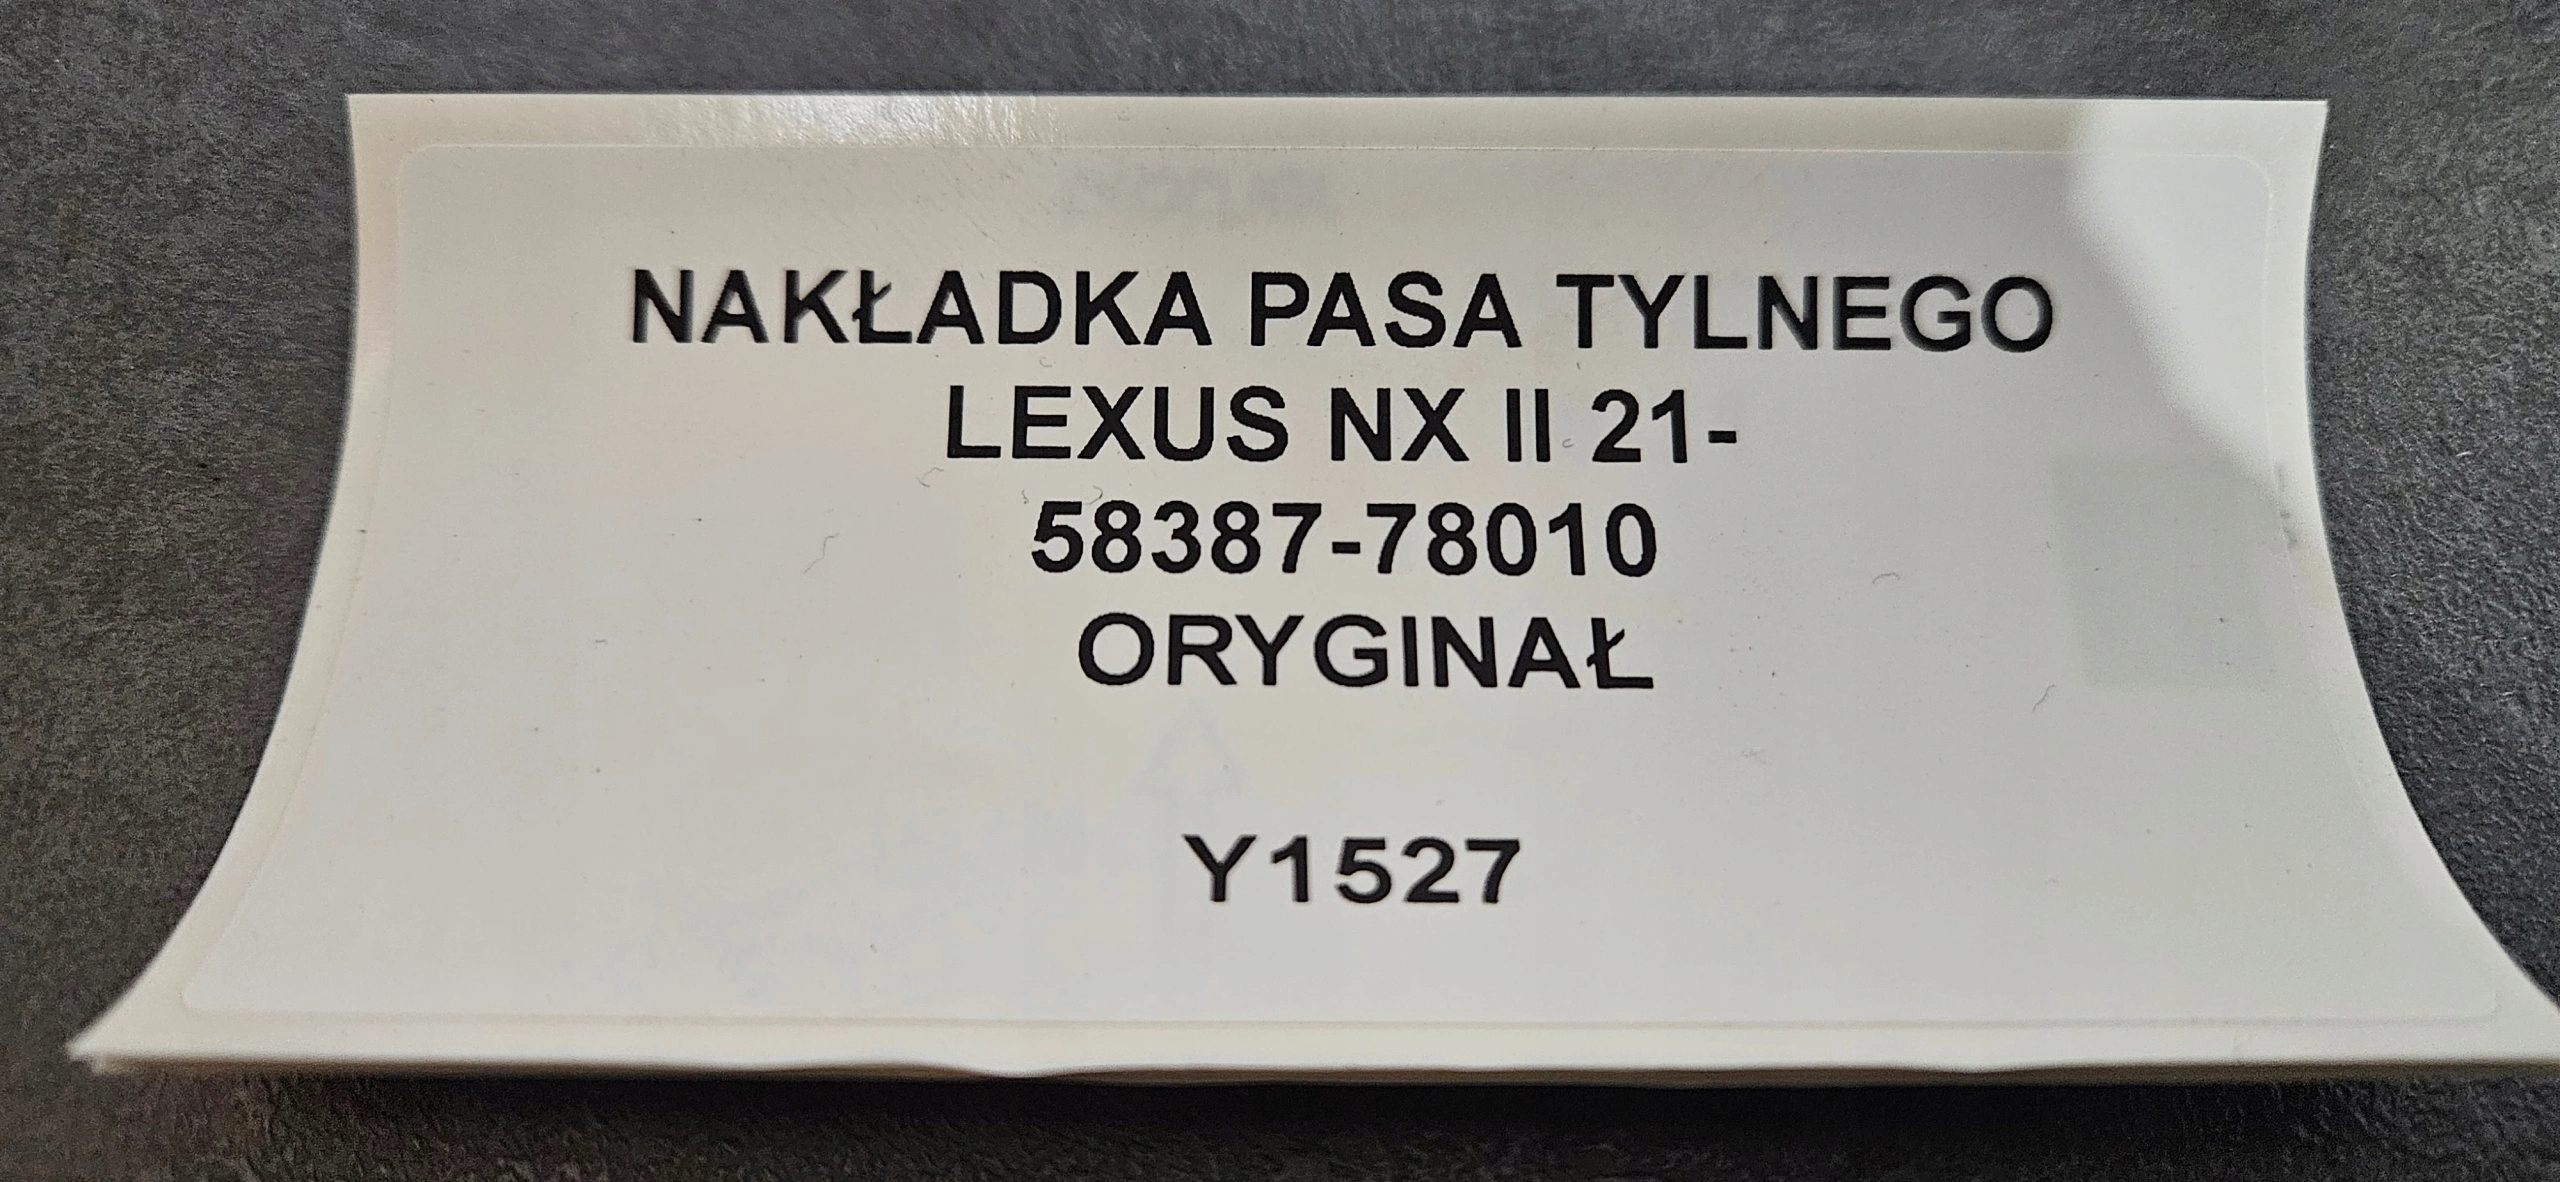 NAKŁADKA PASA TYLNEGO
LEXUS NX II 21-
58387-78010
ORYGINAŁ
Y1527